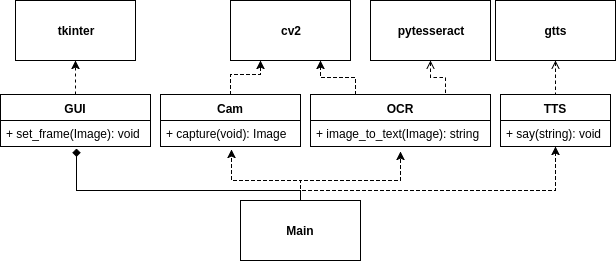 tkinter
cv2
pytesseract
gtts
GUI
+ set_frame(Image): void
Cam
+ capture(void): Image
OCR
+ image_to_text(Image): string
TTS
+ say(string): void
Main